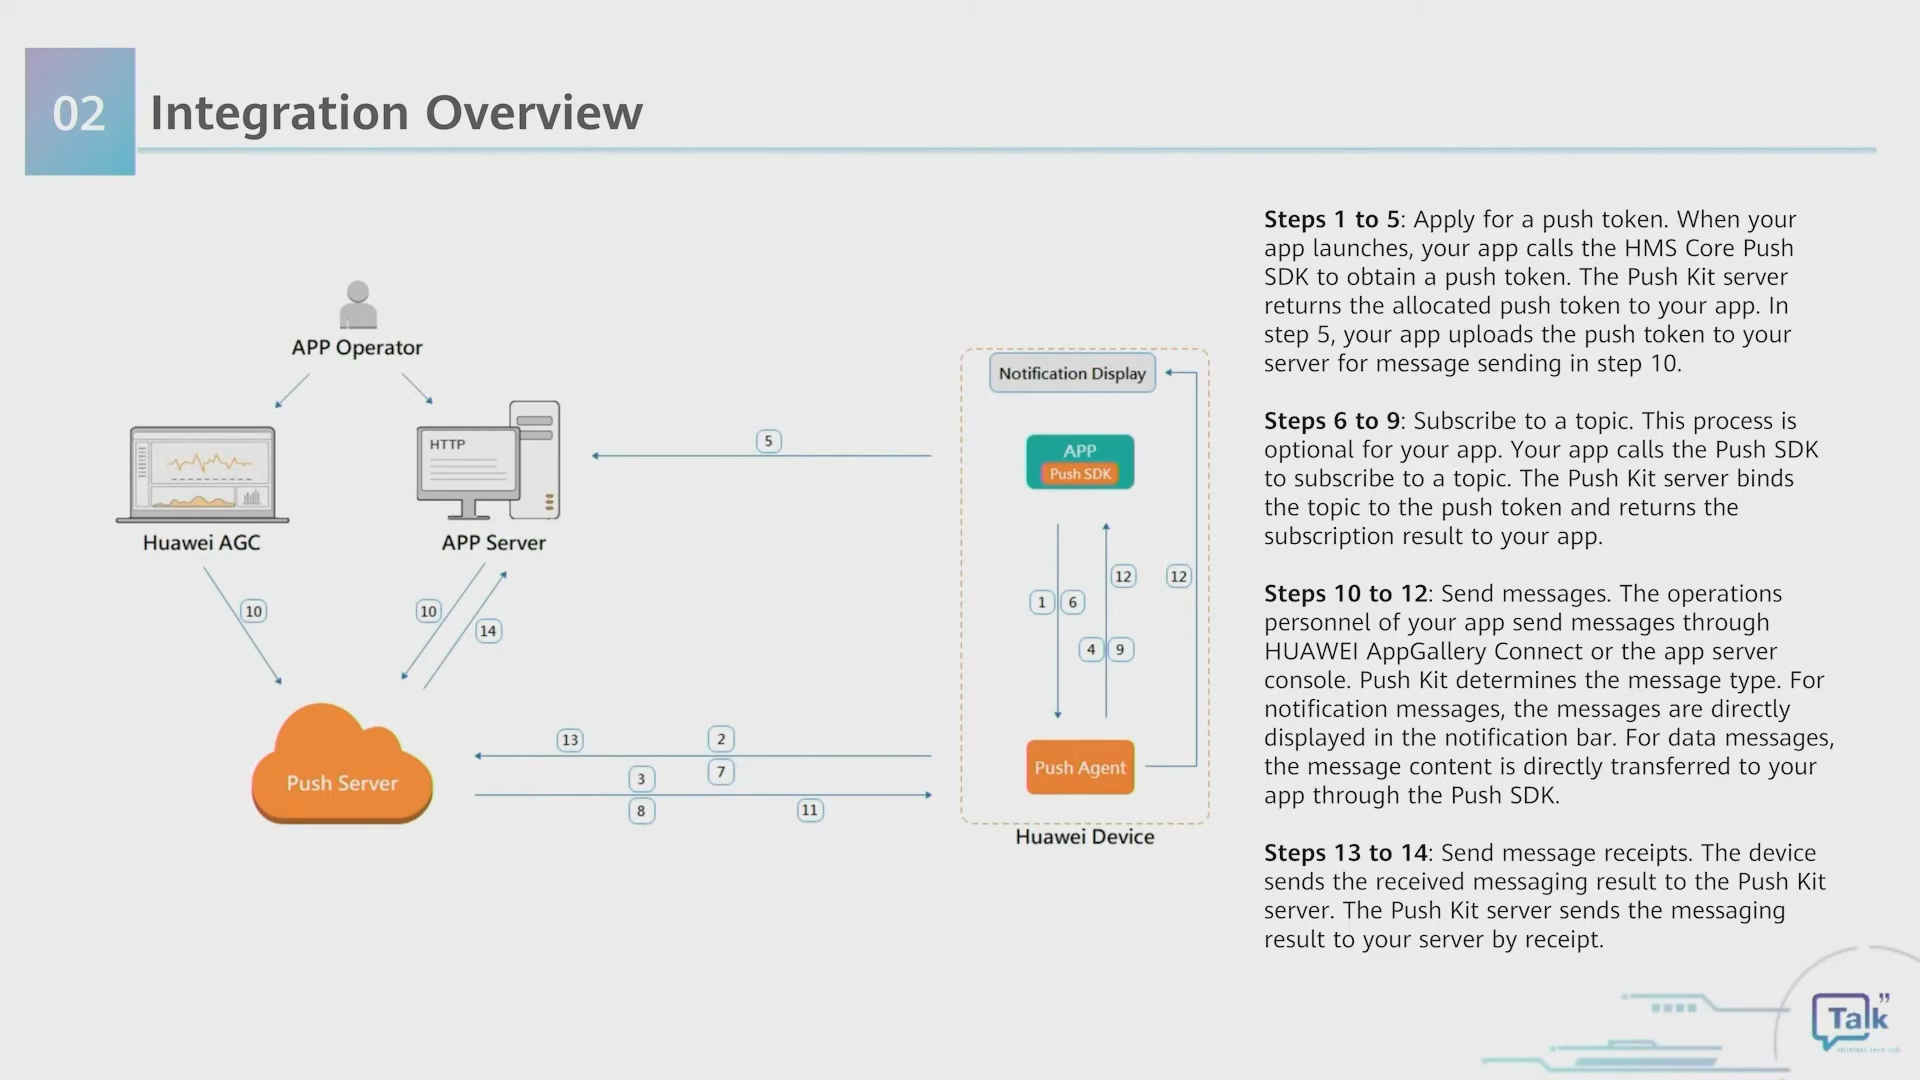 02
Integration Overview
APP Operator
HTTP
Huawei AGC
APP Server
10
10
14
Push Server
5
13
2
7
3
8
11
Notification Display
APP
Push SDK
12
12
1
6
4
9
Push Agent
Huawei Device
Steps 1 to 5: Apply for a push token. When your
app launches, your app calls the HMS Core Push
SDK to obtain a push token. The Push Kit server
returns the allocated push token to your app. In
step 5, your app uploads the push token to your
server for message sending in step 10.
Steps 6 to 9: Subscribe to a topic. This process is
optional for your app. Your app calls the Push SDK
to subscribe to a topic. The Push Kit server binds
the topic to the push token and returns the
subscription result to your app.
Steps 10 to 12: Send messages. The operations
personnel of your app send messages through
HUAWEI AppGallery Connect or the app server
console. Push Kit determines the message type. For
notification messages, the messages are directly
displayed in the notification bar. For data messages,
the message content is directly transferred to your
app through the Push SDK.
Steps 13 to 14: Send message receipts. The device
sends the received messaging result to the Push Kit
server. The Push Kit server sends the messaging
result to your server by receipt.
Talk